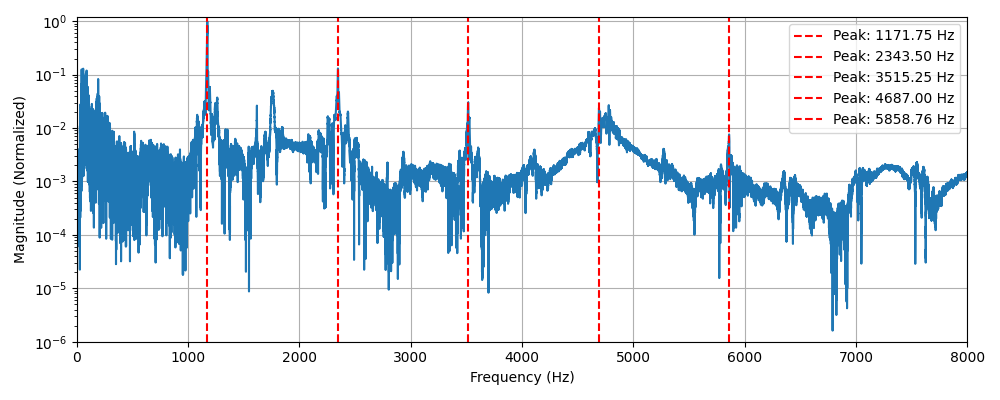 Magnitude (Normalized)
10⁰
10⁻¹
10⁻²
10⁻³
10⁻⁴
10⁻⁵
10⁻⁶
Peak: 1171.75 Hz
Peak: 2343.50 Hz
Peak: 3515.25 Hz
Peak: 4687.00 Hz
Peak: 5858.76 Hz
0 1000 2000 3000 4000 5000 6000 7000 8000
Frequency (Hz)